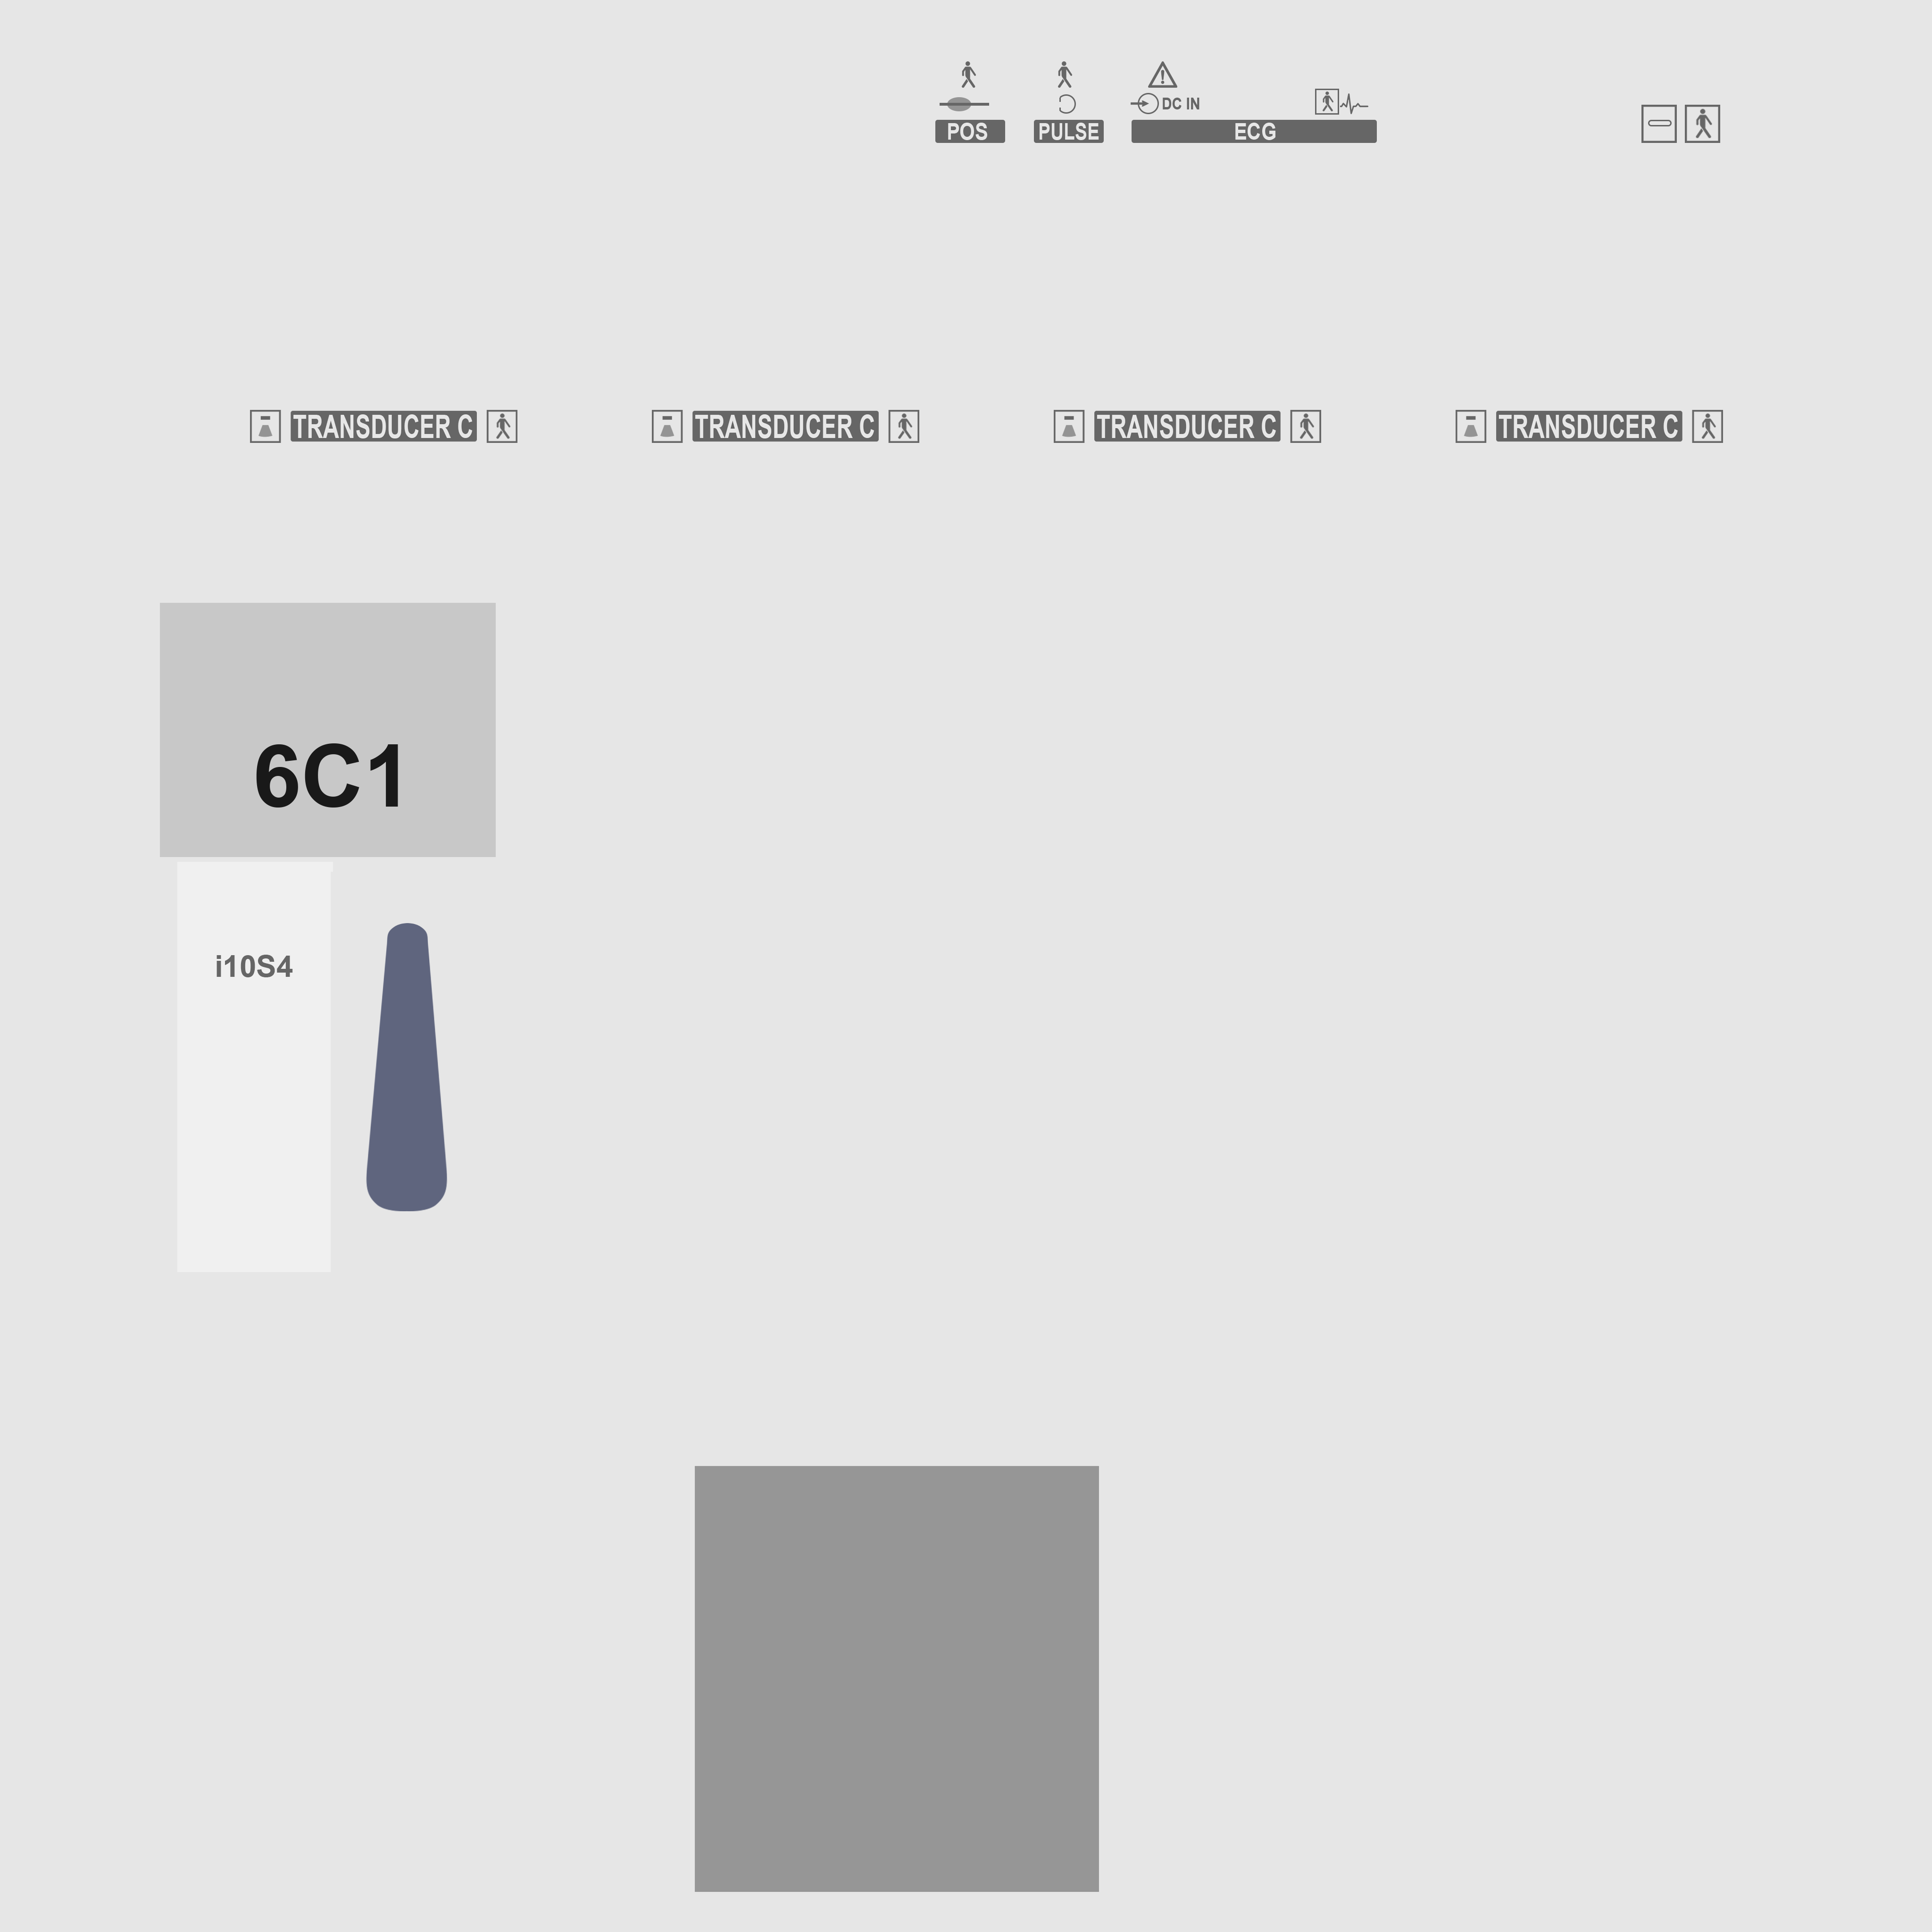 DC IN
POS PULSE ECG
TRANSDUCER C TRANSDUCER C TRANSDUCER C TRANSDUCER C
6C1
i10S4